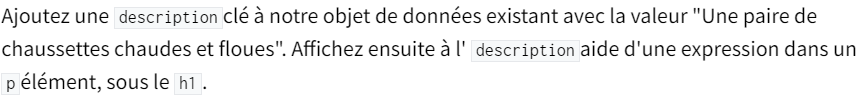 Ajoutez une description clé à notre objet de données existant avec la valeur "Une paire de
chaussettes chaudes et floues". Affichez ensuite à l' description aide d'une expression dans un
p élément, sous le h1.